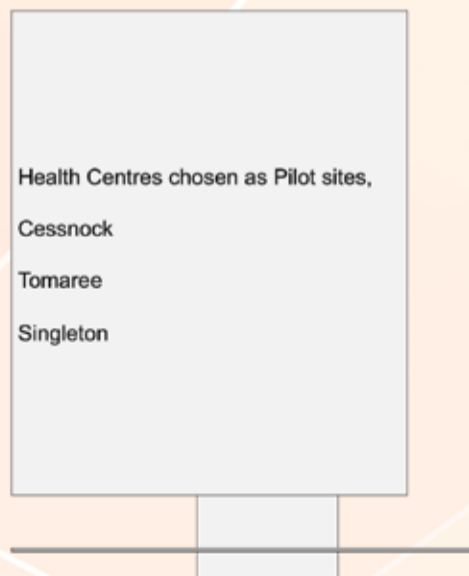 Health Centres chosen as Pilot sites,
Cessnock
Tomaree
Singleton